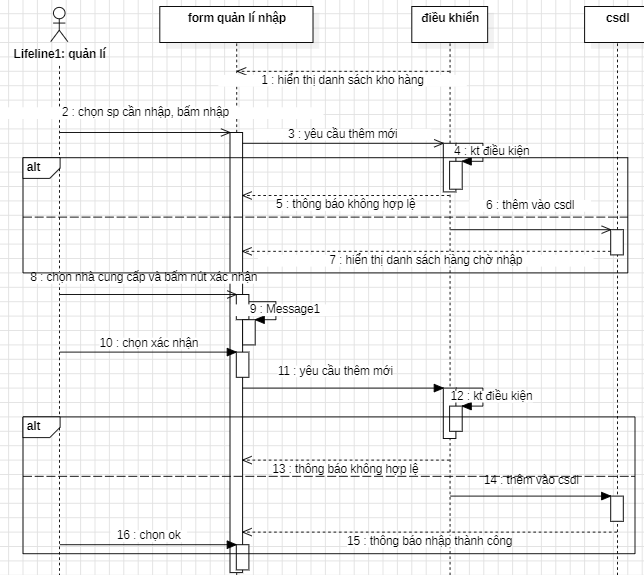 form quản lí nhập
điều khiển
csdl
Lifeline1: quản lí
1 : hiển thị danh sách kho hàng
2 : chọn sp cần nhập, bấm nhập
3 : yêu cầu thêm mới
4 : kt điều kiện
alt
5 : thông báo không hợp lệ
6 : thêm vào csdl
7 : hiển thị danh sách hàng chờ nhập
8 : chọn nhà cung cấp và bấm nút xác nhận
9 : Message1
10 : chọn xác nhận
11 : yêu cầu thêm mới
12 : kt điều kiện
alt
13 : thông báo không hợp lệ
14 : thêm vào csdl
16 : chọn ok
15 : thông báo nhập thành công